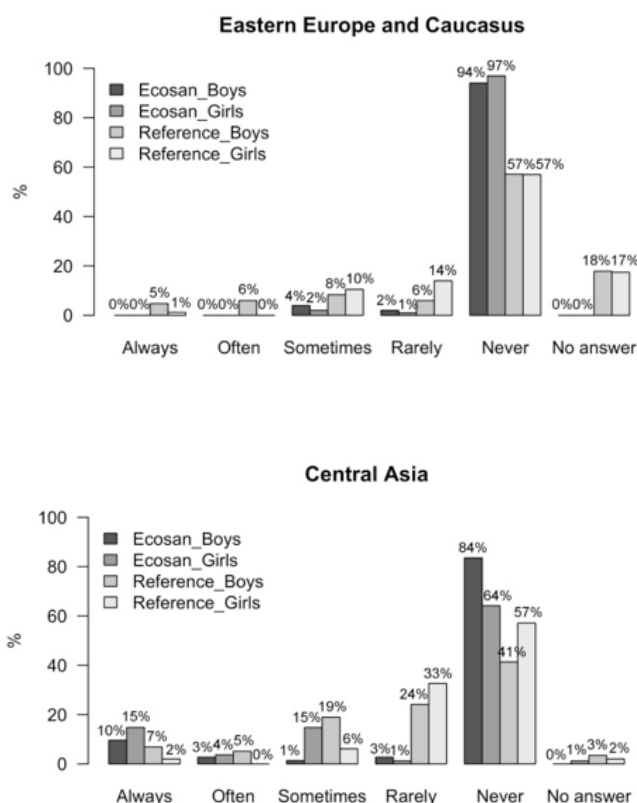 Eastern Europe and Caucasus
%
100
80
60
40
20
0
Ecosan_Boys
Ecosan_Girls
Reference_Boys
Reference_Girls
0%0% 5% 1%
0%0% 6% 0%
4% 2% 8% 10%
2% 1% 6% 14%
94% 97% 57% 57%
0%0% 18% 17%
Always Often Sometimes Rarely Never No answer
Central Asia
%
100
80
60
40
20
0
Ecosan_Boys
Ecosan_Girls
Reference_Boys
Reference_Girls
10% 15% 7% 2%
3% 4% 5% 0%
1% 15% 19% 6%
3% 1% 24% 33%
84% 64% 41% 57%
0% 1% 3% 2%
Always Often Sometimes Rarely Never No answer